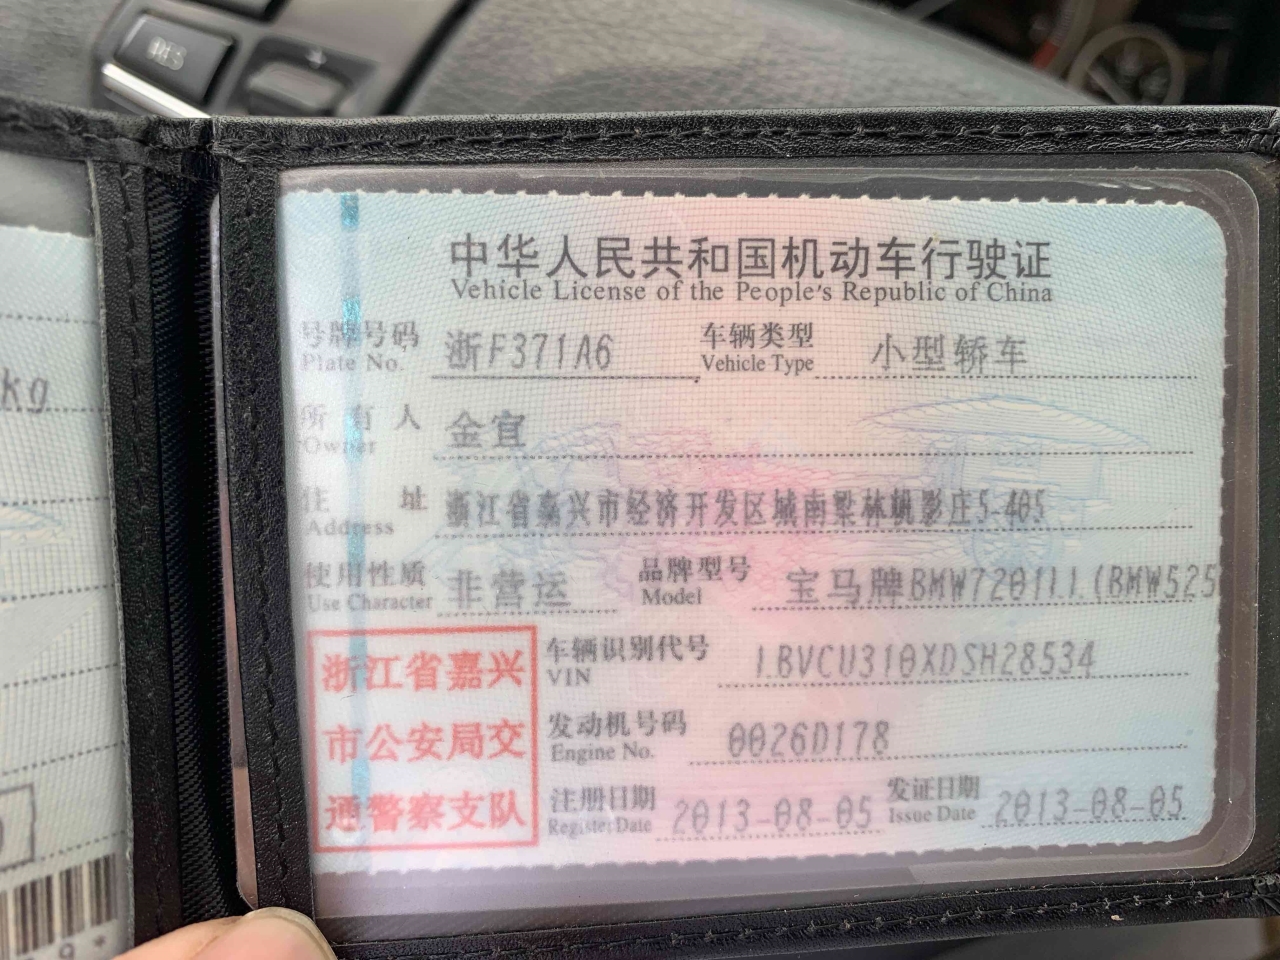 中华人民共和国机动车行驶证
Vehicle License of the People's Republic of China
号牌号码 浙F371A6 车辆类型 小型轿车
Plate No. Vehicle Type
所有人 金宜
Owner
住址 浙江省嘉兴市经济开发区城南梁林帆影庄5-405
Address
使用性质 非营运 品牌型号 宝马牌BMW7201LL(BMW525
Use Character Model
车辆识别代号 LBVCU310XDSH28534
VIN
发动机号码 0026D178
Engine No.
注册日期 2013-08-05 发证日期 2013-08-05
Register Date Issue Date
浙江省嘉兴
市公安局交
通警察支队
kg